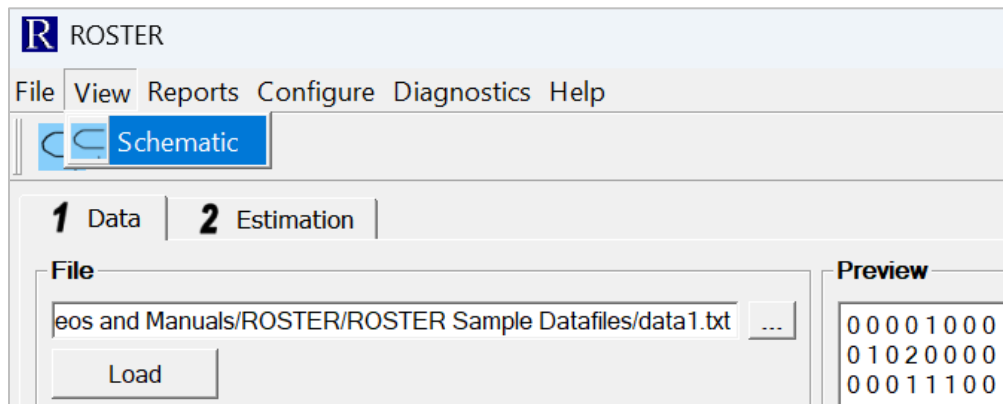 R ROSTER
File View Reports Configure Diagnostics Help
Schematic
1 Data 2 Estimation
File Preview
eos and Manuals/ROSTER/ROSTER Sample Datafiles/data1.txt ... 0 0 0 0 1 0 0 0
0 1 0 2 0 0 0 0
Load 0 0 0 1 1 1 0 0